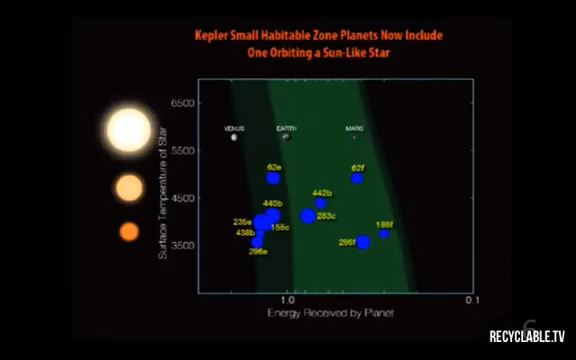 Kepler Small Habitable Zone Planets Now Include
One Orbiting a Sun-Like Star
Surface Temperature of Star
6500
5500
4500
3500
VENUS EARTH MARS
62e 62f
442b
440b
283c
235e
155c
438b
186f
296e
296f
1.0 0.1
Energy Received by Planet
6
RECYCLABLE.TV